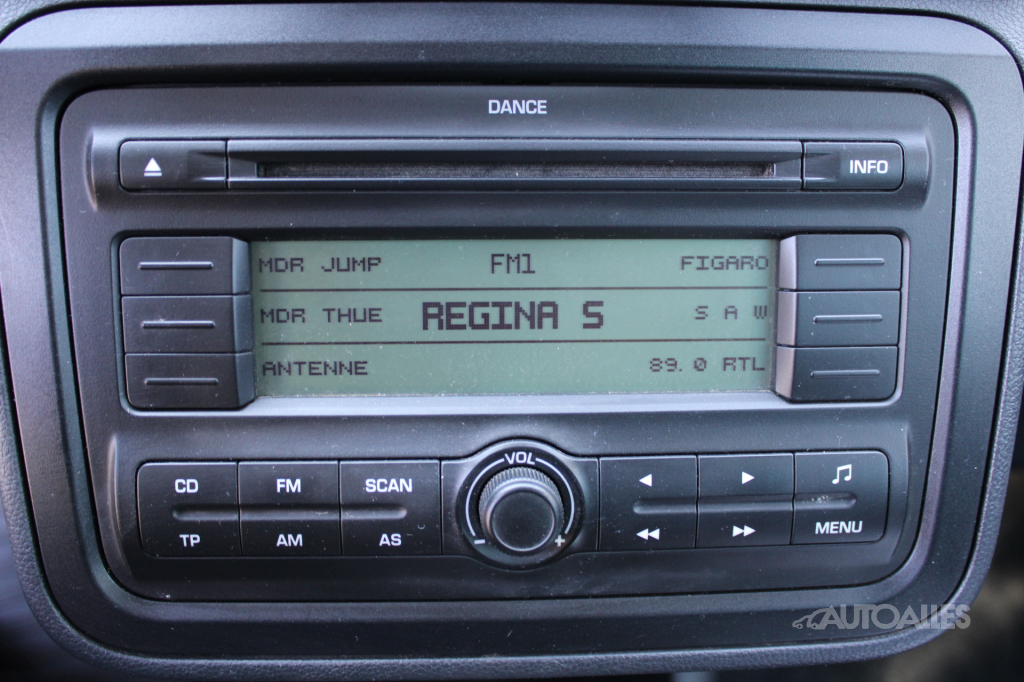 DANCE
INFO
MDR JUMP FM1 FIGARO
MDR THUE REGINA S S A W
ANTENNE 89.0 RTL
CD FM SCAN VOL MENU
TP AM AS - +
AUTOALLES